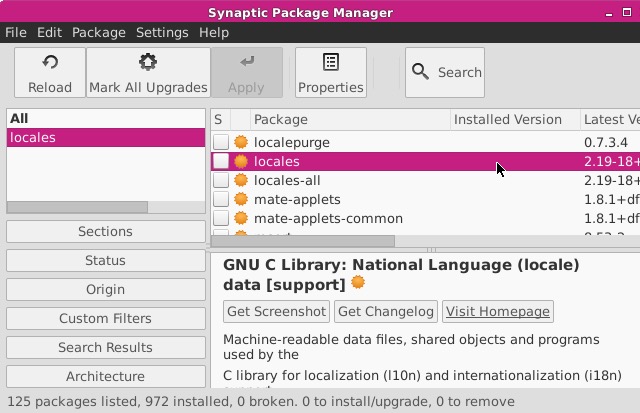 Synaptic Package Manager
File Edit Package Settings Help
Reload Mark All Upgrades Apply Properties Search
All
locales
S Package Installed Version Latest Ve
localepurge 0.7.3.4
locales 2.19-18+
locales-all 2.19-18+
mate-applets 1.8.1+df
mate-applets-common 1.8.1+df
Sections
Status
Origin
Custom Filters
Search Results
Architecture
GNU C Library: National Language (locale)
data [support]
Get Screenshot Get Changelog Visit Homepage
Machine-readable data files, shared objects and programs
used by the
C library for localization (l10n) and internationalization (i18n)
125 packages listed, 972 installed, 0 broken. 0 to install/upgrade, 0 to remove